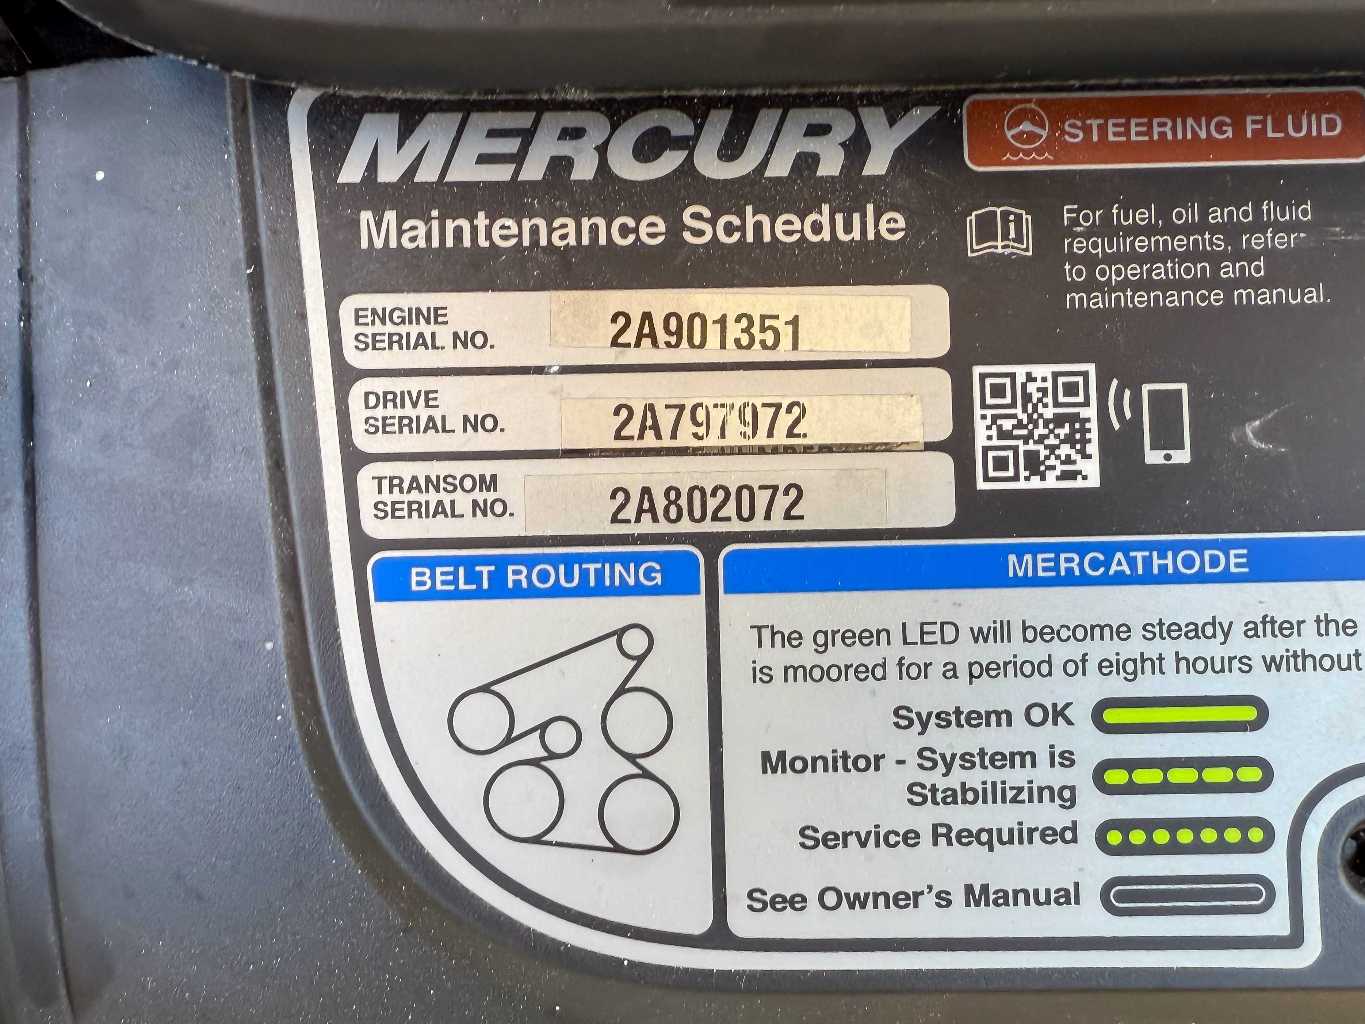 MERCURY
Maintenance Schedule
STEERING FLUID
For fuel, oil and fluid
requirements, refer
to operation and
maintenance manual.
ENGINE
SERIAL NO.
2A901351
DRIVE
SERIAL NO.
2A797972
TRANSOM
SERIAL NO.
2A802072
BELT ROUTING
MERCATHODE
The green LED will become steady after the
is moored for a period of eight hours without
System OK
Monitor - System is
Stabilizing
Service Required
See Owner's Manual